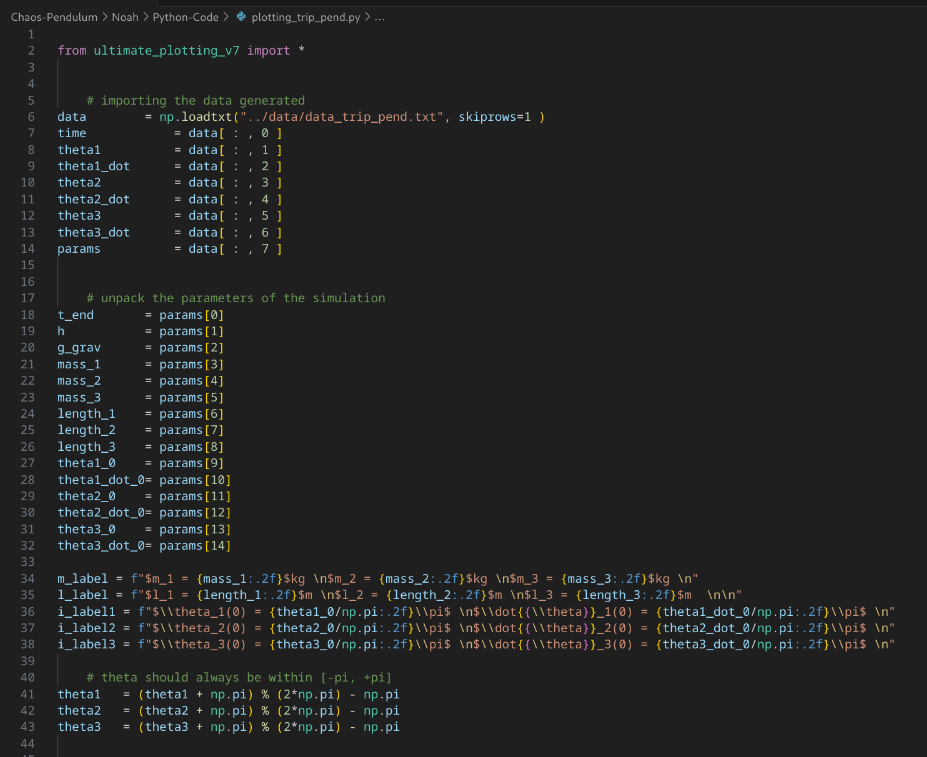 Chaos-Pendulum > Noah > Python-Code > plotting_trip_pend.py > ...
1
2 from ultimate_plotting_v7 import *
3
4
5 # importing the data generated
6 data = np.loadtxt("../data/data_trip_pend.txt", skiprows=1 )
7 time = data[ : , 0 ]
8 theta1 = data[ : , 1 ]
9 theta1_dot = data[ : , 2 ]
10 theta2 = data[ : , 3 ]
11 theta2_dot = data[ : , 4 ]
12 theta3 = data[ : , 5 ]
13 theta3_dot = data[ : , 6 ]
14 params = data[ : , 7 ]
15
16
17 # unpack the parameters of the simulation
18 t_end = params[0]
19 h = params[1]
20 g_grav = params[2]
21 mass_1 = params[3]
22 mass_2 = params[4]
23 mass_3 = params[5]
24 length_1 = params[6]
25 length_2 = params[7]
26 length_3 = params[8]
27 theta1_0 = params[9]
28 theta1_dot_0= params[10]
29 theta2_0 = params[11]
30 theta2_dot_0= params[12]
31 theta3_0 = params[13]
32 theta3_dot_0= params[14]
33
34 m_label = f"$m_1 = {mass_1:.2f}$kg \n$m_2 = {mass_2:.2f}$kg \n$m_3 = {mass_3:.2f}$kg \n"
35 l_label = f"$l_1 = {length_1:.2f}$m \n$l_2 = {length_2:.2f}$m \n$l_3 = {length_3:.2f}$m  \n\n"
36 i_label1 = f"$\\theta_1(0) = {theta1_0/np.pi:.2f}\\pi$ \n$\\dot{{\\theta}}_1(0) = {theta1_dot_0/np.pi:.2f}\\pi$ \n"
37 i_label2 = f"$\\theta_2(0) = {theta2_0/np.pi:.2f}\\pi$ \n$\\dot{{\\theta}}_2(0) = {theta2_dot_0/np.pi:.2f}\\pi$ \n"
38 i_label3 = f"$\\theta_3(0) = {theta3_0/np.pi:.2f}\\pi$ \n$\\dot{{\\theta}}_3(0) = {theta3_dot_0/np.pi:.2f}\\pi$ \n"
39
40 # theta should always be within [-pi, +pi]
41 theta1 = (theta1 + np.pi) % (2*np.pi) - np.pi
42 theta2 = (theta2 + np.pi) % (2*np.pi) - np.pi
43 theta3 = (theta3 + np.pi) % (2*np.pi) - np.pi
44